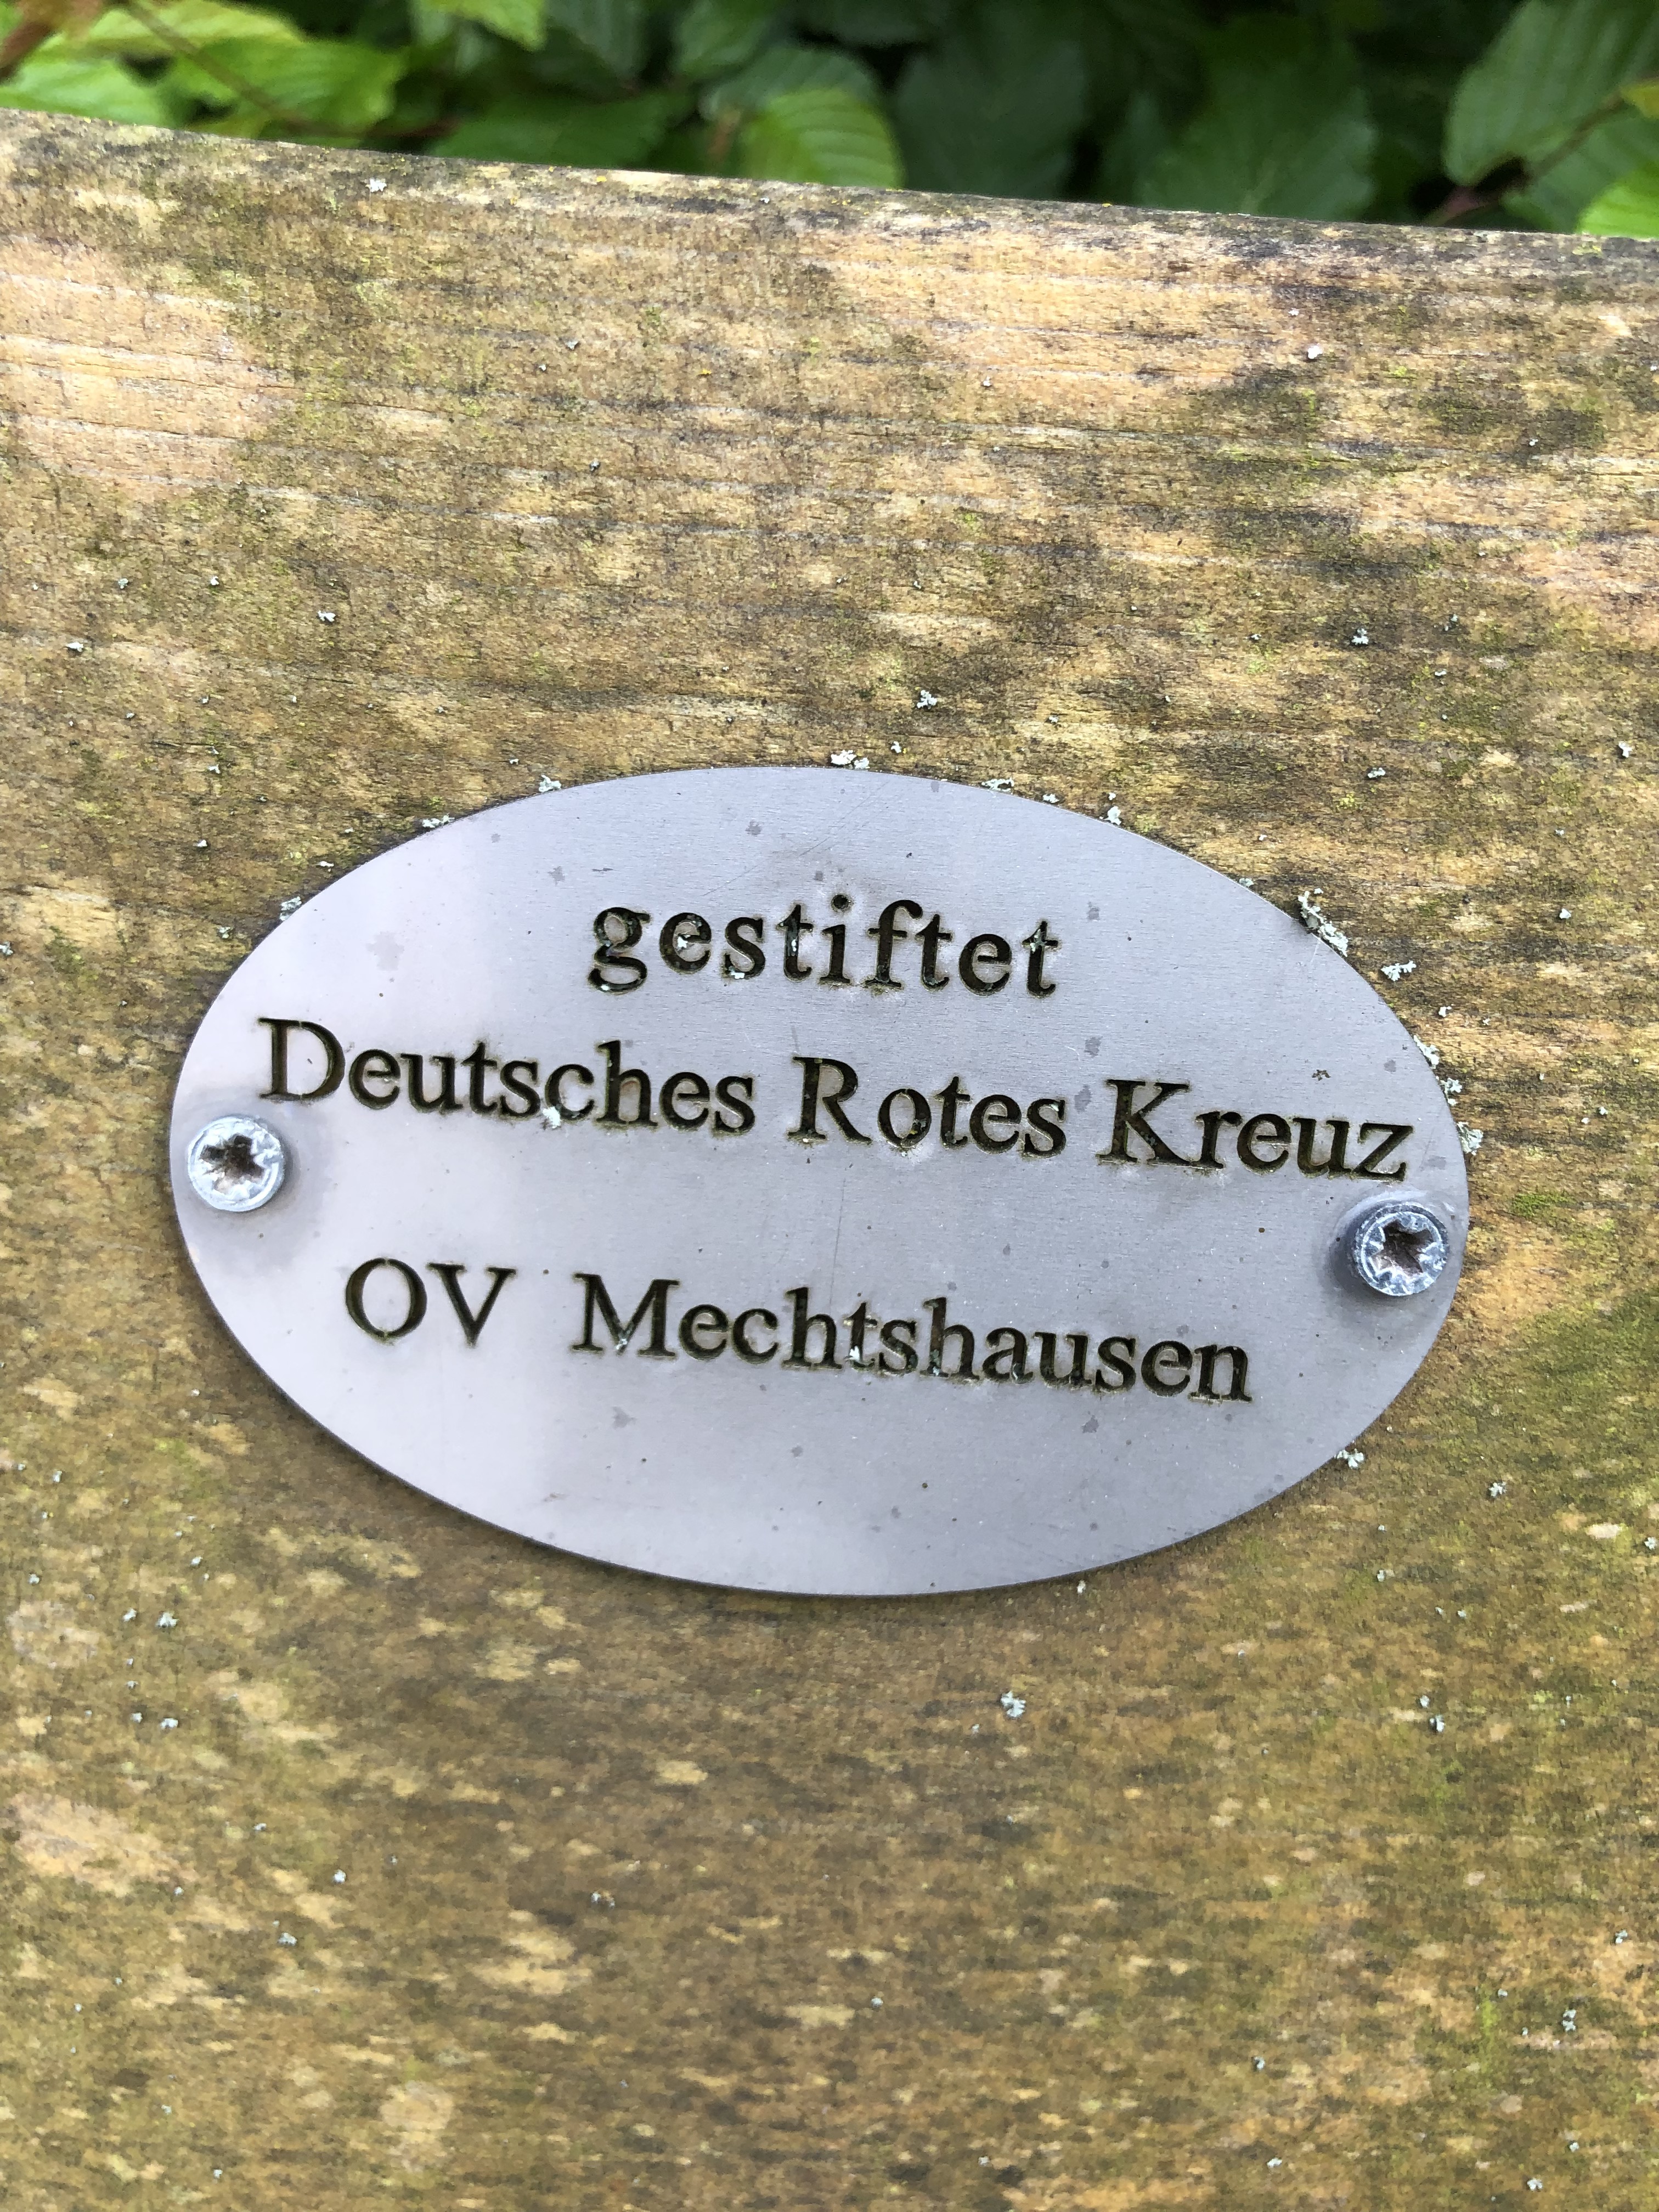 gestiftet
Deutsches Rotes Kreuz
OV Mechtshausen